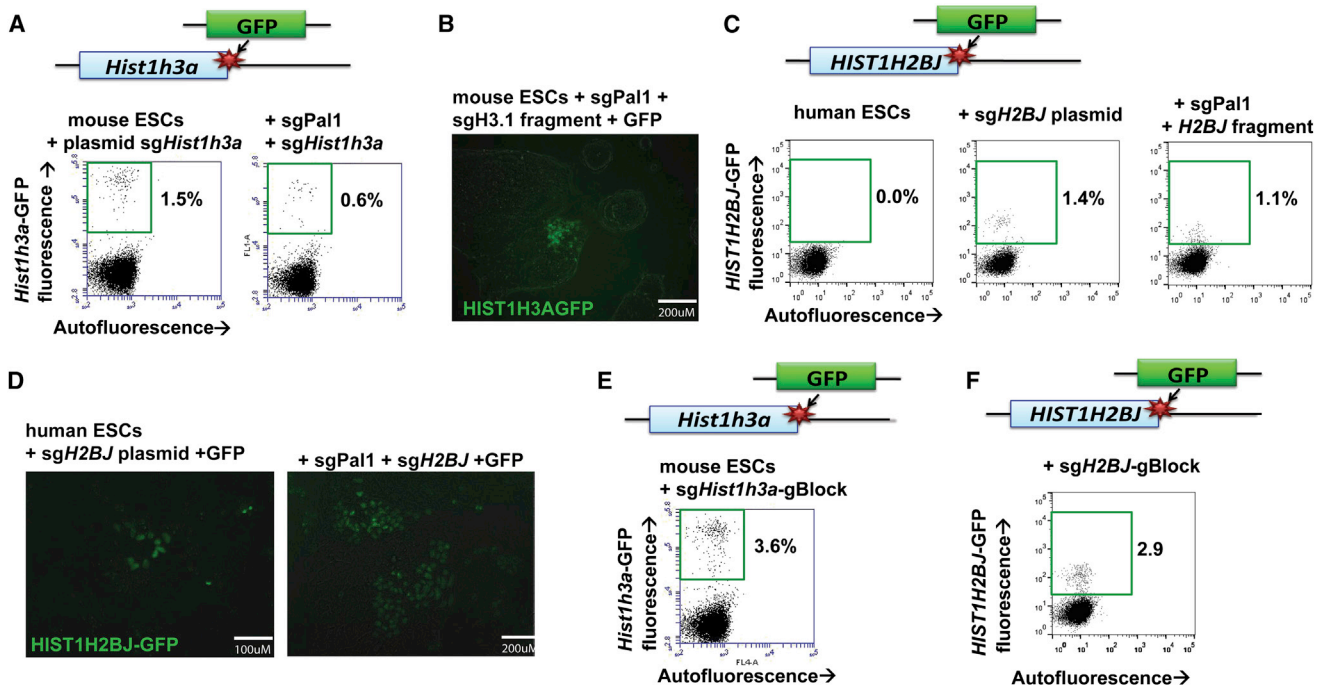 A
GFP
Hist1h3a
mouse ESCs
+ plasmid sgHist1h3a
+ sgPal1
+ sgHist1h3a
Hist1h3a-GFP
fluorescence →
1.5%
0.6%
FL1-A
Autofluorescence→
B
mouse ESCs + sgPal1 +
sgH3.1 fragment + GFP
HIST1H3AGFP
200uM
C
GFP
HIST1H2BJ
human ESCs
+ sgH2BJ plasmid
+ sgPal1
+ H2BJ fragment
HIST1H2BJ-GFP
fluorescence→
0.0%
1.4%
1.1%
Autofluorescence→
D
human ESCs
+ sgH2BJ plasmid +GFP
+ sgPal1 + sgH2BJ +GFP
HIST1H2BJ-GFP
100uM
200uM
E
GFP
Hist1h3a
mouse ESCs
+ sgHist1h3a-gBlock
Hist1h3a-GFP
fluorescence→
3.6%
FL4-A
Autofluorescence→
F
GFP
HIST1H2BJ
+ sgH2BJ-gBlock
HIST1H2BJ-GFP
fluorescence→
2.9
Autofluorescence→